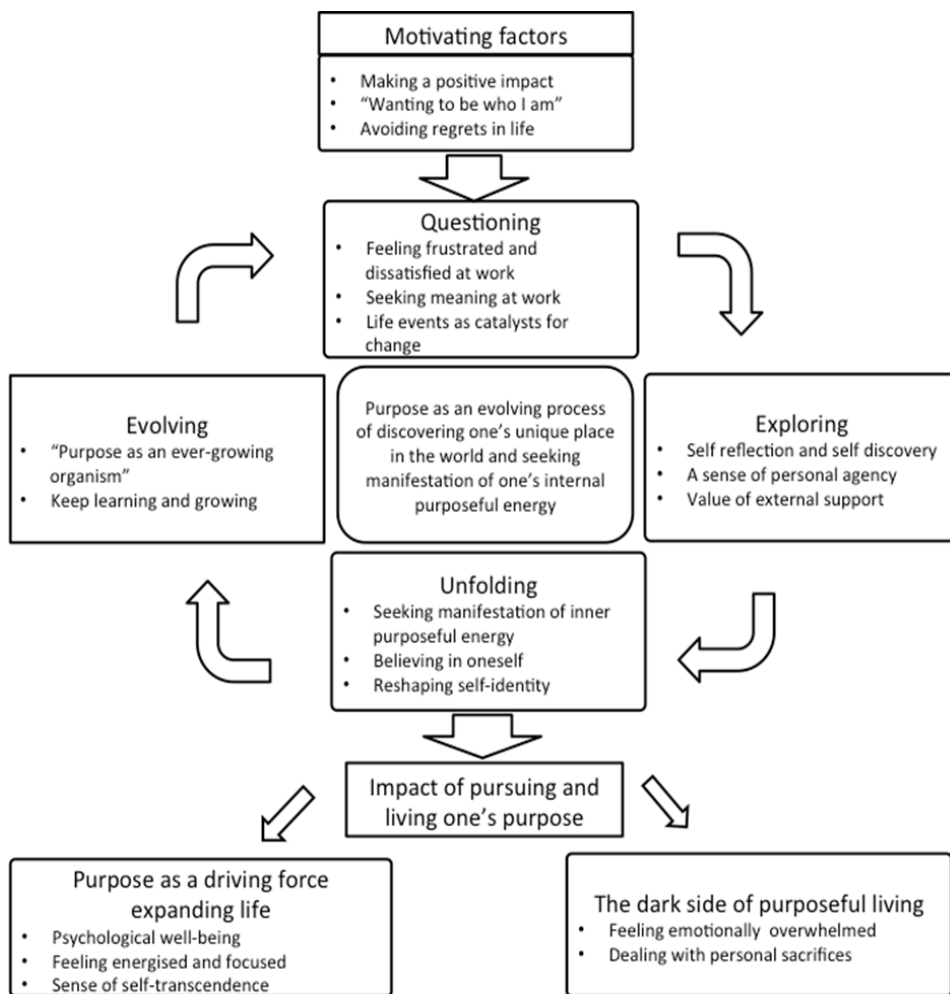 Motivating factors
• Making a positive impact
• “Wanting to be who I am”
• Avoiding regrets in life
Questioning
• Feeling frustrated and
dissatisfied at work
• Seeking meaning at work
• Life events as catalysts for
change
Evolving
• “Purpose as an ever-growing
organism”
• Keep learning and growing
Purpose as an evolving process
of discovering one’s unique place
in the world and seeking
manifestation of one’s internal
purposeful energy
Exploring
• Self reflection and self discovery
• A sense of personal agency
• Value of external support
Unfolding
• Seeking manifestation of inner
purposeful energy
• Believing in oneself
• Reshaping self-identity
Impact of pursuing and
living one’s purpose
Purpose as a driving force
expanding life
• Psychological well-being
• Feeling energised and focused
• Sense of self-transcendence
The dark side of purposeful living
• Feeling emotionally overwhelmed
• Dealing with personal sacrifices